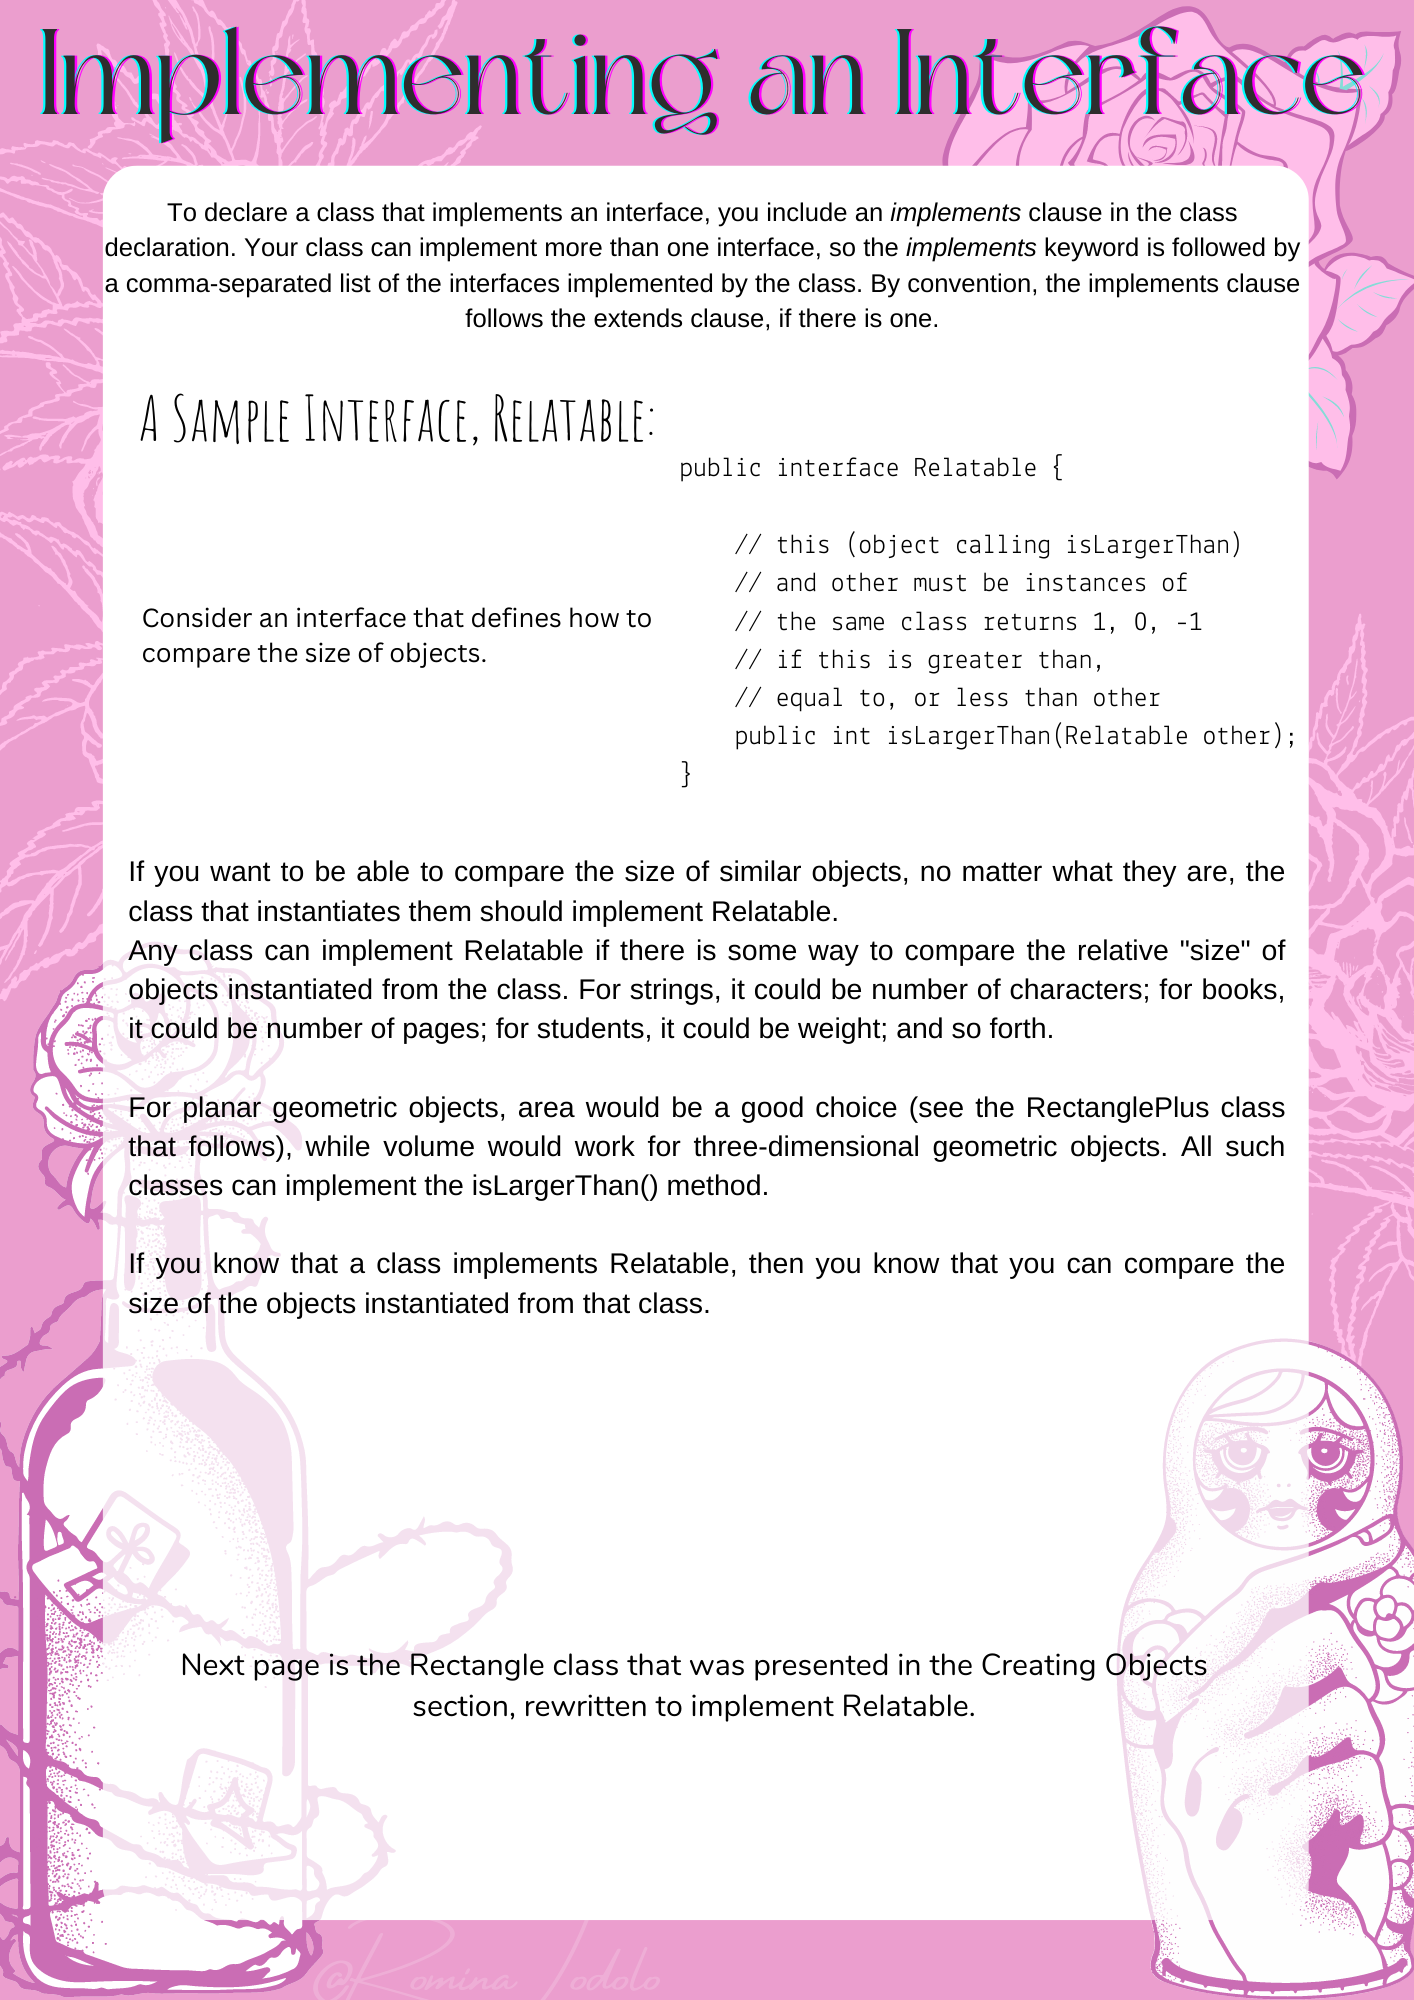 Implementing an Interface
To declare a class that implements an interface, you include an implements clause in the class
declaration. Your class can implement more than one interface, so the implements keyword is followed by
a comma-separated list of the interfaces implemented by the class. By convention, the implements clause
follows the extends clause, if there is one.
A Sample Interface, Relatable:
Consider an interface that defines how to
compare the size of objects.
public interface Relatable {
// this (object calling isLargerThan)
// and other must be instances of
// the same class returns 1, 0, -1
// if this is greater than,
// equal to, or less than other
public int isLargerThan(Relatable other);
}
If you want to be able to compare the size of similar objects, no matter what they are, the
class that instantiates them should implement Relatable.
Any class can implement Relatable if there is some way to compare the relative "size" of
objects instantiated from the class. For strings, it could be number of characters; for books,
it could be number of pages; for students, it could be weight; and so forth.
For planar geometric objects, area would be a good choice (see the RectanglePlus class
that follows), while volume would work for three-dimensional geometric objects. All such
classes can implement the isLargerThan() method.
If you know that a class implements Relatable, then you know that you can compare the
size of the objects instantiated from that class.
Next page is the Rectangle class that was presented in the Creating Objects
section, rewritten to implement Relatable.
@Romina Iodolo